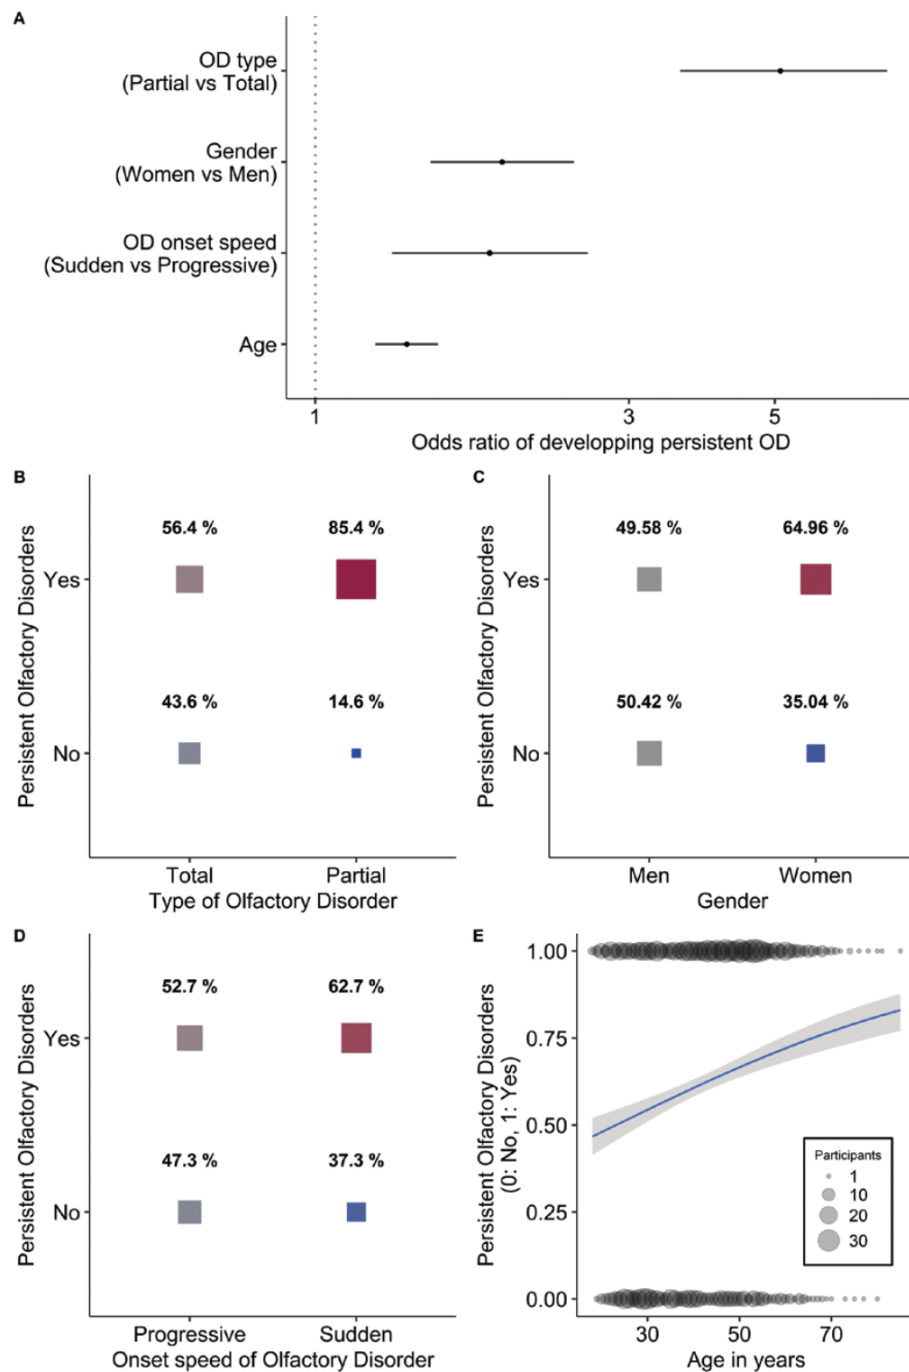 A
OD type
(Partial vs Total)
Gender
(Women vs Men)
OD onset speed
(Sudden vs Progressive)
Age
1 3 5
Odds ratio of developping persistent OD
B
Persistent Olfactory Disorders
56.4 % 85.4 %
Yes
43.6 % 14.6 %
No
Total Partial
Type of Olfactory Disorder
C
Persistent Olfactory Disorders
49.58 % 64.96 %
Yes
50.42 % 35.04 %
No
Men Women
Gender
D
Persistent Olfactory Disorders
52.7 % 62.7 %
Yes
47.3 % 37.3 %
No
Progressive Sudden
Onset speed of Olfactory Disorder
E
Persistent Olfactory Disorders
(0: No, 1: Yes)
1.00
0.75
0.50
0.25
0.00
Participants
1
10
20
30
30 50 70
Age in years